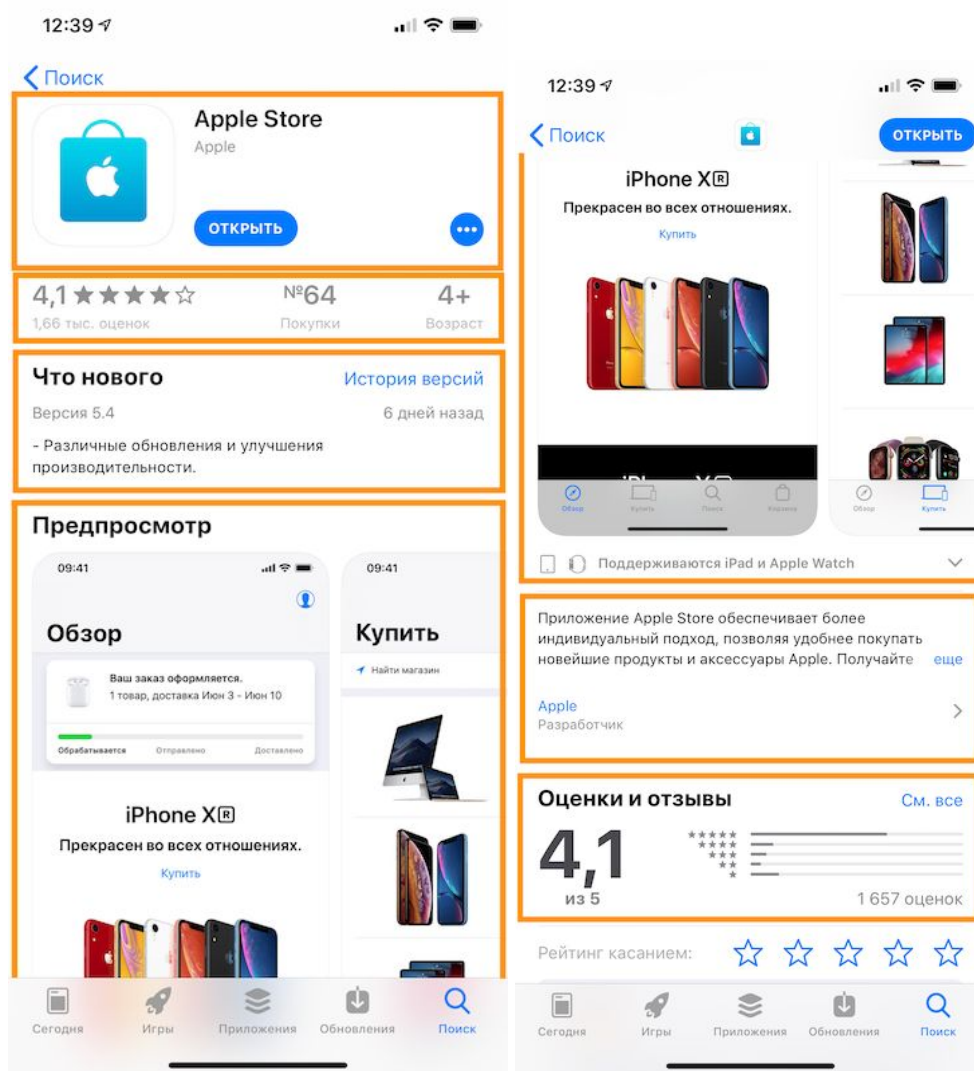 12:39
Поиск
Apple Store
Apple
ОТКРЫТЬ
4,1 ★★★★☆ №64 4+
1,66 тыс. оценок Покупки Возраст
Что нового История версий
Версия 5.4 6 дней назад
- Различные обновления и улучшения
производительности.
Предпросмотр
09:41
Обзор
Ваш заказ оформляется.
1 товар, доставка Июн 3 - Июн 10
Обрабатывается Отправлено Доставлено
iPhone XR
Прекрасен во всех отношениях.
Купить
09:41
Купить
Найти магазин
Сегодня Игры Приложения Обновления Поиск
12:39
Поиск ОТКРЫТЬ
iPhone XR
Прекрасен во всех отношениях.
Купить
Обзор Купить Поиск Корзина
Обзор Купить
Поддерживаются iPad и Apple Watch
Приложение Apple Store обеспечивает более
индивидуальный подход, позволяя удобнее покупать
новейшие продукты и аксессуары Apple. Получайте еще
Apple
Разработчик
Оценки и отзывы См. все
4,1
из 5 1 657 оценок
Рейтинг касанием:
Сегодня Игры Приложения Обновления Поиск